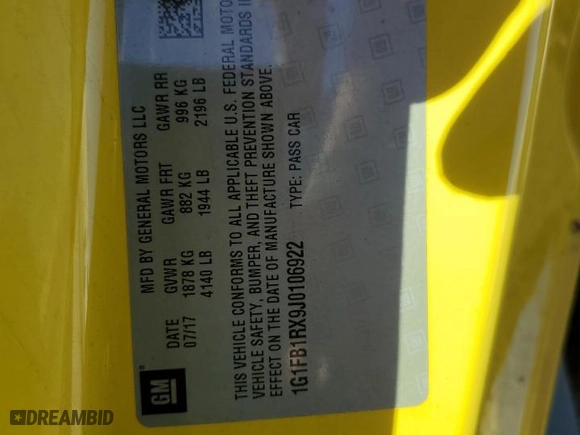 GM
MFD BY GENERAL MOTORS LLC
DATE GVWR GAWR FRT GAWR RR
07/17 1878 KG 882 KG 996 KG
4140 LB 1944 LB 2196 LB
THIS VEHICLE CONFORMS TO ALL APPLICABLE U.S. FEDERAL MOTOR
VEHICLE SAFETY, BUMPER, AND THEFT PREVENTION STANDARDS IN
EFFECT ON THE DATE OF MANUFACTURE SHOWN ABOVE.
1G1FB1RX9J0106922 TYPE: PASS CAR
DREAMBID